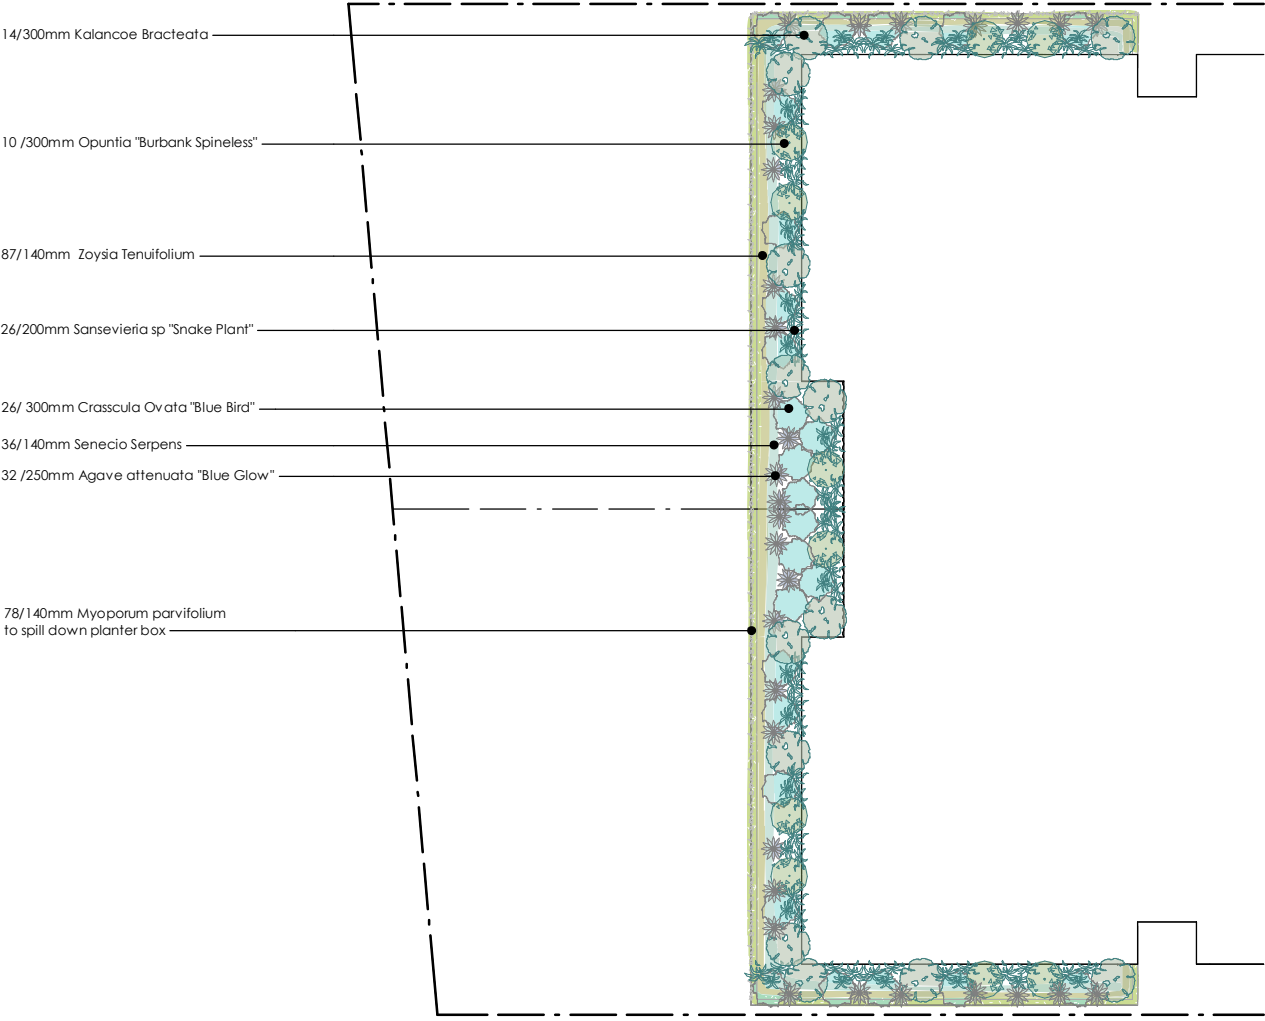 14/300mm Kalancoe Bracteata
10 /300mm Opuntia "Burbank Spineless"
87/140mm Zoysia Tenuifolium
26/200mm Sansevieria sp "Snake Plant"
26/ 300mm Crasscula Ovata "Blue Bird"
36/140mm Senecio Serpens
32 /250mm Agave attenuata "Blue Glow"
78/140mm Myoporum parvifolium
to spill down planter box